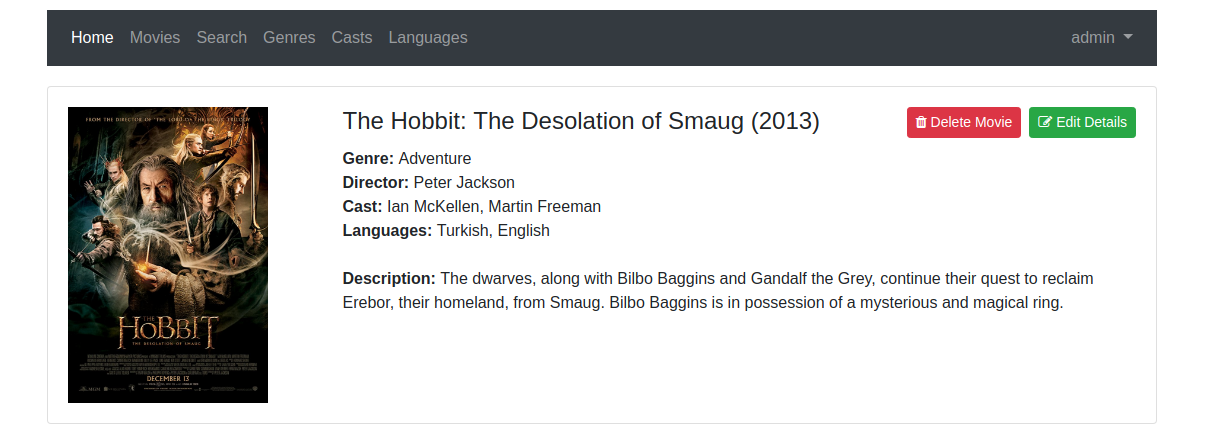 Home Movies Search Genres Casts Languages admin
The Hobbit: The Desolation of Smaug (2013)
Delete Movie Edit Details
Genre: Adventure
Director: Peter Jackson
Cast: Ian McKellen, Martin Freeman
Languages: Turkish, English
Description: The dwarves, along with Bilbo Baggins and Gandalf the Grey, continue their quest to reclaim
Erebor, their homeland, from Smaug. Bilbo Baggins is in possession of a mysterious and magical ring.
FROM THE DIRECTOR OF THE LORD OF THE RINGS TRILOGY
THE
HOBBIT
THE DESOLATION OF SMAUG
DECEMBER 13